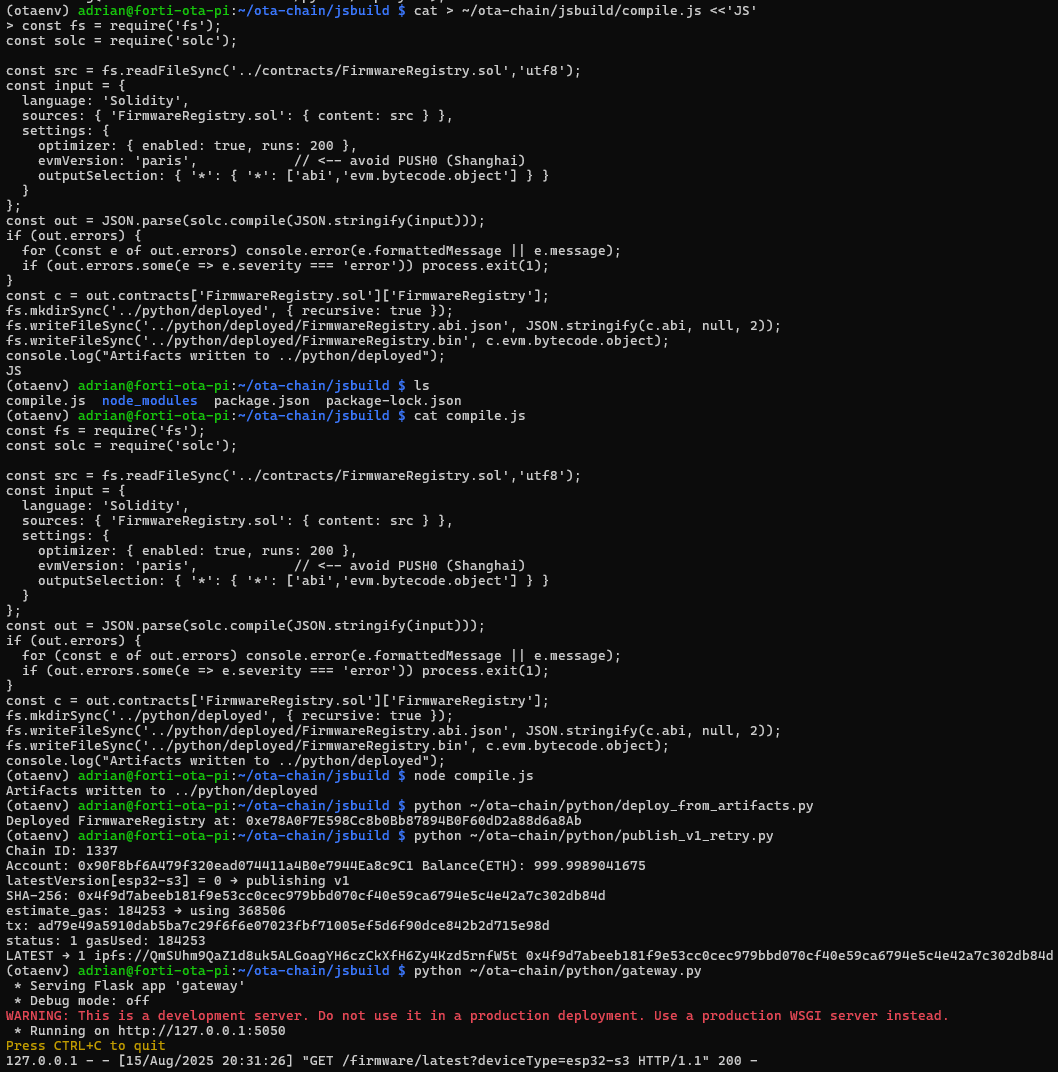 (otaenv) adrian@forti-ota-pi:~/ota-chain/jsbuild $ cat > ~/ota-chain/jsbuild/compile.js <<'JS'
> const fs = require('fs');
const solc = require('solc');

const src = fs.readFileSync('../contracts/FirmwareRegistry.sol','utf8');
const input = {
  language: 'Solidity',
  sources: { 'FirmwareRegistry.sol': { content: src } },
  settings: {
    optimizer: { enabled: true, runs: 200 },
    evmVersion: 'paris',            // <-- avoid PUSH0 (Shanghai)
    outputSelection: { '*': { '*': ['abi','evm.bytecode.object'] } }
  }
};
const out = JSON.parse(solc.compile(JSON.stringify(input)));
if (out.errors) {
  for (const e of out.errors) console.error(e.formattedMessage || e.message);
  if (out.errors.some(e => e.severity === 'error')) process.exit(1);
}
const c = out.contracts['FirmwareRegistry.sol']['FirmwareRegistry'];
fs.mkdirSync('../python/deployed', { recursive: true });
fs.writeFileSync('../python/deployed/FirmwareRegistry.abi.json', JSON.stringify(c.abi, null, 2));
fs.writeFileSync('../python/deployed/FirmwareRegistry.bin', c.evm.bytecode.object);
console.log("Artifacts written to ../python/deployed");
JS
(otaenv) adrian@forti-ota-pi:~/ota-chain/jsbuild $ ls
compile.js  node_modules  package.json  package-lock.json
(otaenv) adrian@forti-ota-pi:~/ota-chain/jsbuild $ cat compile.js
const fs = require('fs');
const solc = require('solc');

const src = fs.readFileSync('../contracts/FirmwareRegistry.sol','utf8');
const input = {
  language: 'Solidity',
  sources: { 'FirmwareRegistry.sol': { content: src } },
  settings: {
    optimizer: { enabled: true, runs: 200 },
    evmVersion: 'paris',            // <-- avoid PUSH0 (Shanghai)
    outputSelection: { '*': { '*': ['abi','evm.bytecode.object'] } }
  }
};
const out = JSON.parse(solc.compile(JSON.stringify(input)));
if (out.errors) {
  for (const e of out.errors) console.error(e.formattedMessage || e.message);
  if (out.errors.some(e => e.severity === 'error')) process.exit(1);
}
const c = out.contracts['FirmwareRegistry.sol']['FirmwareRegistry'];
fs.mkdirSync('../python/deployed', { recursive: true });
fs.writeFileSync('../python/deployed/FirmwareRegistry.abi.json', JSON.stringify(c.abi, null, 2));
fs.writeFileSync('../python/deployed/FirmwareRegistry.bin', c.evm.bytecode.object);
console.log("Artifacts written to ../python/deployed");
(otaenv) adrian@forti-ota-pi:~/ota-chain/jsbuild $ node compile.js
Artifacts written to ../python/deployed
(otaenv) adrian@forti-ota-pi:~/ota-chain/jsbuild $ python ~/ota-chain/python/deploy_from_artifacts.py
Deployed FirmwareRegistry at: 0xe78A0F7E598Cc8b0Bb87894B0F60dD2a88d6a8Ab
(otaenv) adrian@forti-ota-pi:~/ota-chain/jsbuild $ python ~/ota-chain/python/publish_v1_retry.py
Chain ID: 1337
Account: 0x90F8bf6A479f320ead074411a4B0e7944Ea8c9C1 Balance(ETH): 999.9989041675
latestVersion[esp32-s3] = 0 → publishing v1
SHA-256: 0x4f9d7abeeb181f9e53cc0cec979bbd070cf40e59ca6794e5c4e42a7c302db84d
estimate_gas: 184253 → using 368506
tx: ad79e49a5910dab5ba7c29f6f6e07023fbf71005ef5d6f90dce842b2d715e98d
status: 1 gasUsed: 184253
LATEST → 1 ipfs://QmSUhm9QaZ1d8uk5ALGoagYH6czCkXfH6Zy4Kzd5rnfW5t 0x4f9d7abeeb181f9e53cc0cec979bbd070cf40e59ca6794e5c4e42a7c302db84d
(otaenv) adrian@forti-ota-pi:~/ota-chain/jsbuild $ python ~/ota-chain/python/gateway.py
 * Serving Flask app 'gateway'
 * Debug mode: off
WARNING: This is a development server. Do not use it in a production deployment. Use a production WSGI server instead.
 * Running on http://127.0.0.1:5050
Press CTRL+C to quit
127.0.0.1 - - [15/Aug/2025 20:31:26] "GET /firmware/latest?deviceType=esp32-s3 HTTP/1.1" 200 -